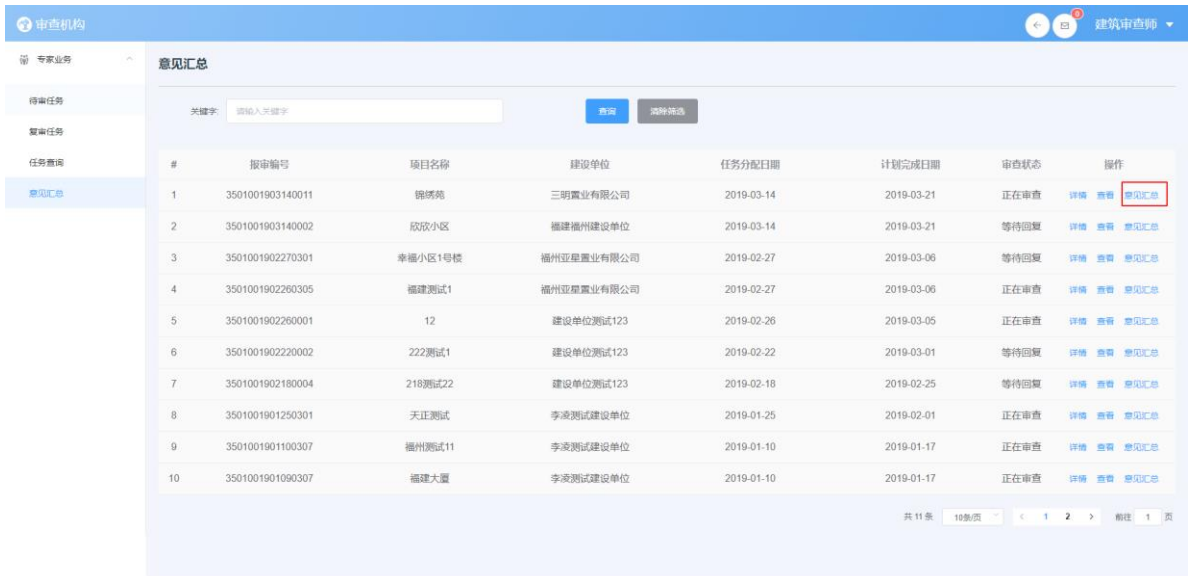 审查机构
0
建筑审查师
专家业务
待审任务
复审任务
任务查询
意见汇总
意见汇总
关键字: 请输入关键字 查询 清除筛选
# 报审编号 项目名称 建设单位 任务分配日期 计划完成日期 审查状态 操作
1 3501001903140011 锦绣苑 三明置业有限公司 2019-03-14 2019-03-21 正在审查 详情 查看 意见汇总
2 3501001903140002 欣欣小区 福建福州建设单位 2019-03-14 2019-03-21 等待回复 详情 查看 意见汇总
3 3501001902270301 幸福小区1号楼 福州亚星置业有限公司 2019-02-27 2019-03-06 等待回复 详情 查看 意见汇总
4 3501001902260305 福建测试1 福州亚星置业有限公司 2019-02-27 2019-03-06 正在审查 详情 查看 意见汇总
5 3501001902260001 12 建设单位测试123 2019-02-26 2019-03-05 正在审查 详情 查看 意见汇总
6 3501001902220002 222测试1 建设单位测试123 2019-02-22 2019-03-01 等待回复 详情 查看 意见汇总
7 3501001902180004 218测试22 建设单位测试123 2019-02-18 2019-02-25 等待回复 详情 查看 意见汇总
8 3501001901250301 天正测试 李凌测试建设单位 2019-01-25 2019-02-01 正在审查 详情 查看 意见汇总
9 3501001901100307 福州测试11 李凌测试建设单位 2019-01-10 2019-01-17 正在审查 详情 查看 意见汇总
10 3501001901090307 福建大厦 李凌测试建设单位 2019-01-10 2019-01-17 正在审查 详情 查看 意见汇总
共 11 条 10条/页 < 1 2 > 前往 1 页